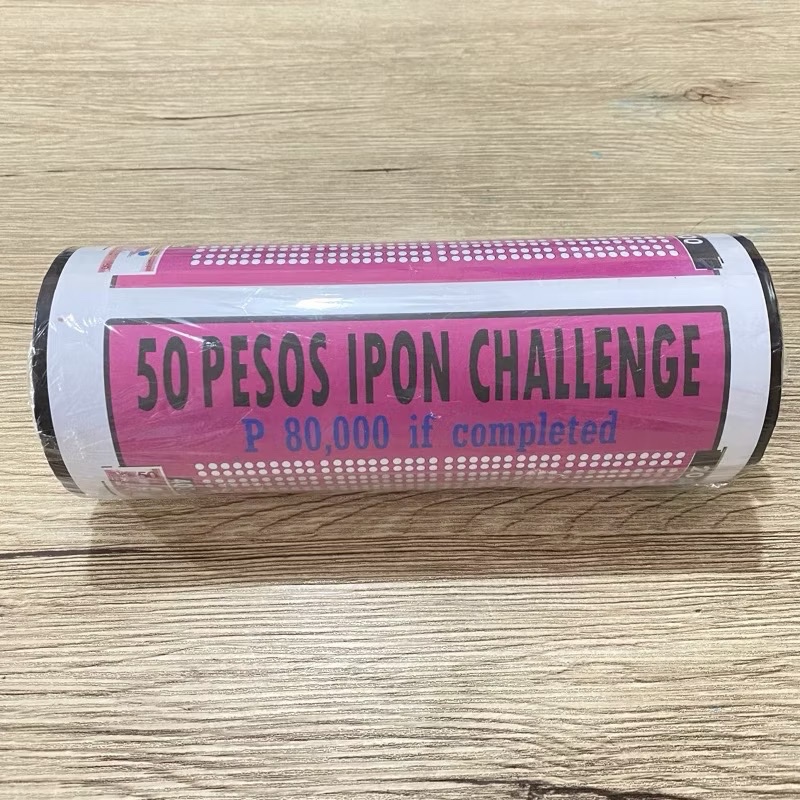 50 PESOS IPON CHALLENGE
P 80,000 if completed